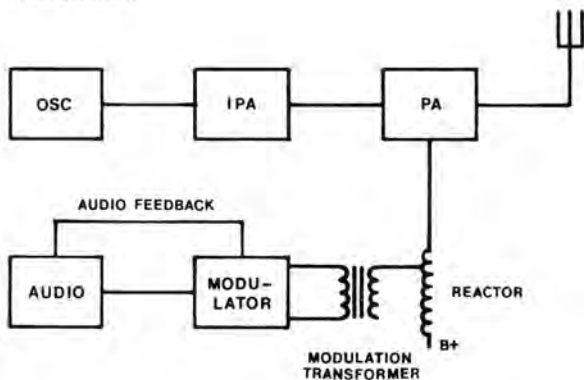 OSC
IPA
PA
AUDIO FEEDBACK
AUDIO
MODU-
LATOR
REACTOR
B+
MODULATION
TRANSFORMER